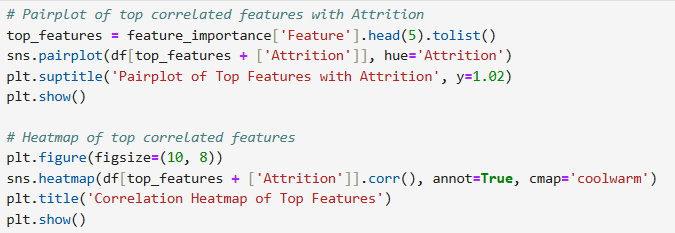 # Pairplot of top correlated features with Attrition
top_features = feature_importance['Feature'].head(5).tolist()
sns.pairplot(df[top_features + ['Attrition']], hue='Attrition')
plt.suptitle('Pairplot of Top Features with Attrition', y=1.02)
plt.show()

# Heatmap of top correlated features
plt.figure(figsize=(10, 8))
sns.heatmap(df[top_features + ['Attrition']].corr(), annot=True, cmap='coolwarm')
plt.title('Correlation Heatmap of Top Features')
plt.show()